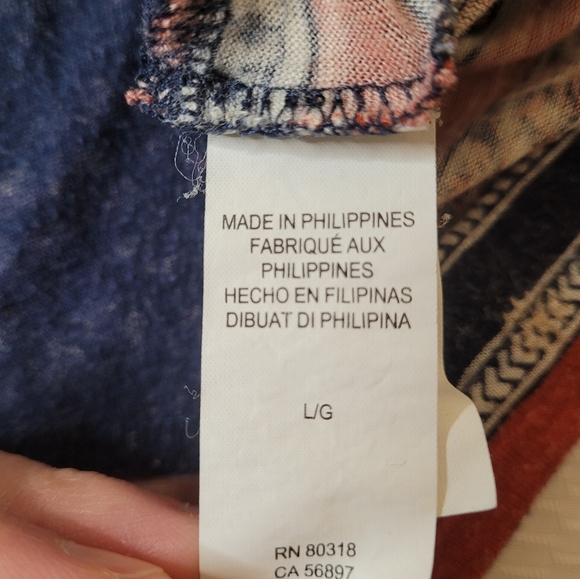 MADE IN PHILIPPINES
FABRIQUÉ AUX
PHILIPPINES
HECHO EN FILIPINAS
DIBUAT DI PHILIPINA
L/G
RN 80318
CA 56897